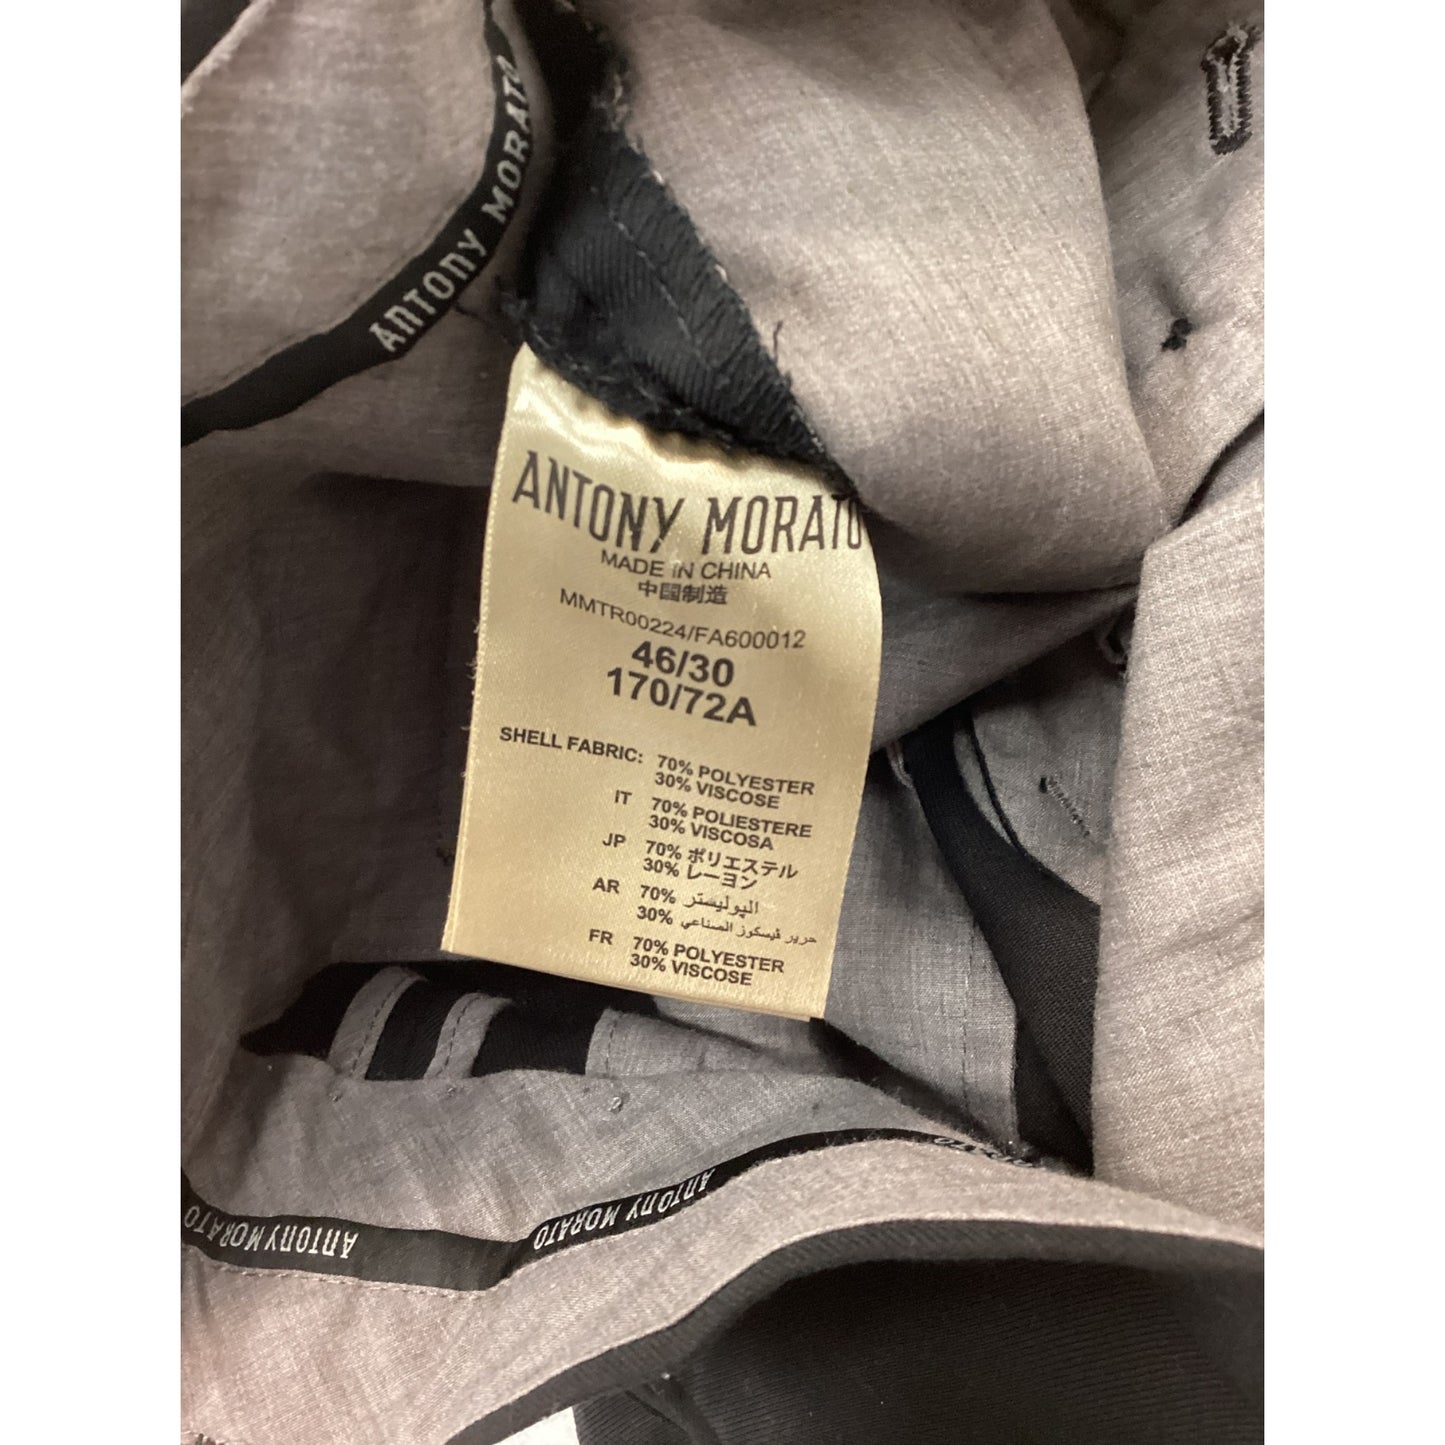 ANTONY MORATO
ANTONY MORATO
MADE IN CHINA
中国制造
MMTR00224/FA600012
46/30
170/72A
SHELL FABRIC: 70% POLYESTER
30% VISCOSE
IT 70% POLIESTERE
30% VISCOSA
JP 70% ポリエステル
30% レーヨン
AR 70% البوليستر
30% حرير فيسكوز الصناعي
FR 70% POLYESTER
30% VISCOSE
ANTONY MORATO
ANTONY MORATO